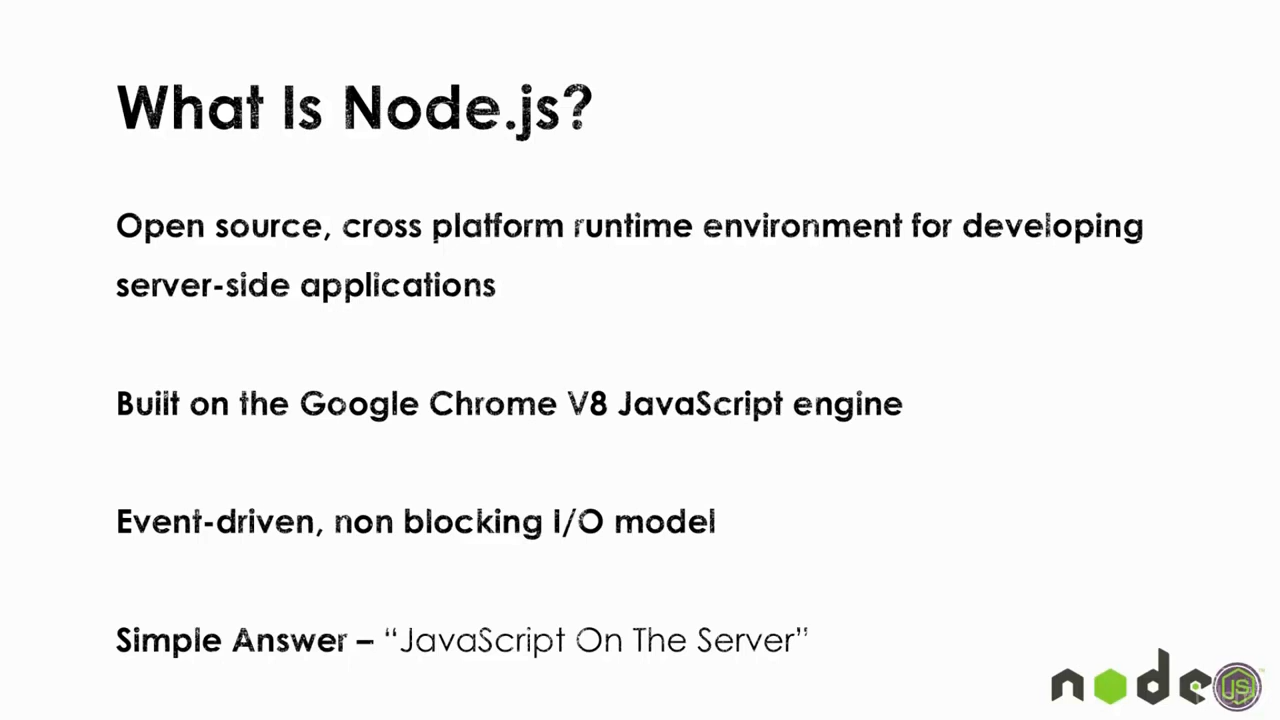 What Is Node.js?
Open source, cross platform runtime environment for developing
server-side applications
Built on the Google Chrome V8 JavaScript engine
Event-driven, non blocking I/O model
Simple Answer – “JavaScript On The Server”
node
JS